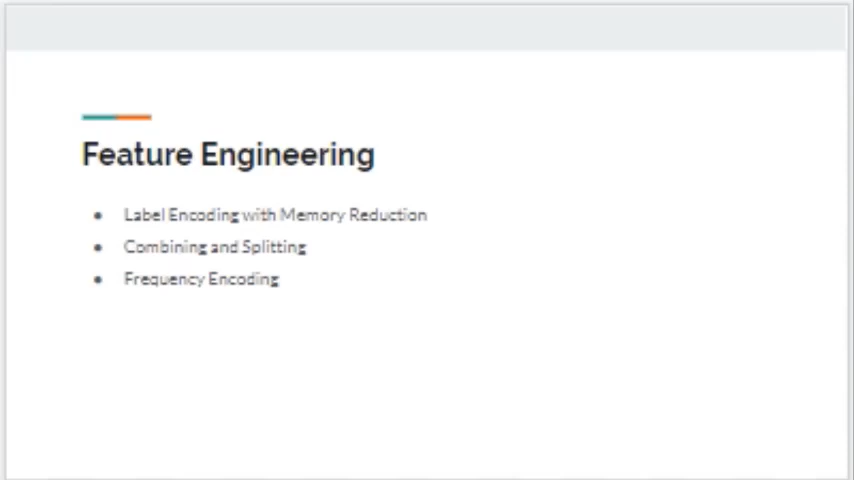 Feature Engineering
● Label Encoding with Memory Reduction
● Combining and Splitting
● Frequency Encoding